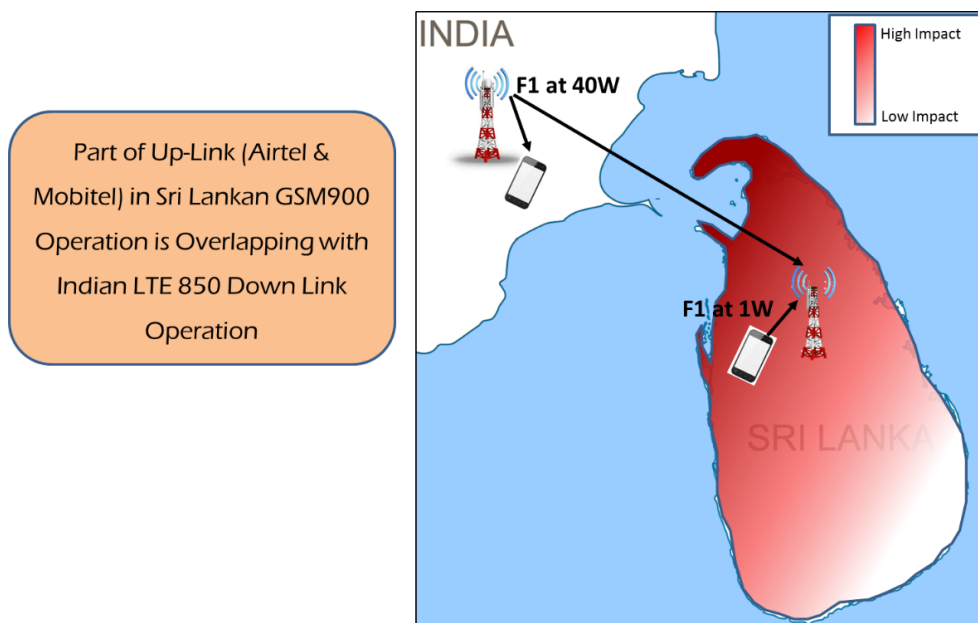 Part of Up-Link (Airtel &
Mobitel) in Sri Lankan GSM900
Operation is Overlapping with
Indian LTE 850 Down Link
Operation
INDIA
F1 at 40W
F1 at 1W
SRI LANKA
High Impact
Low Impact